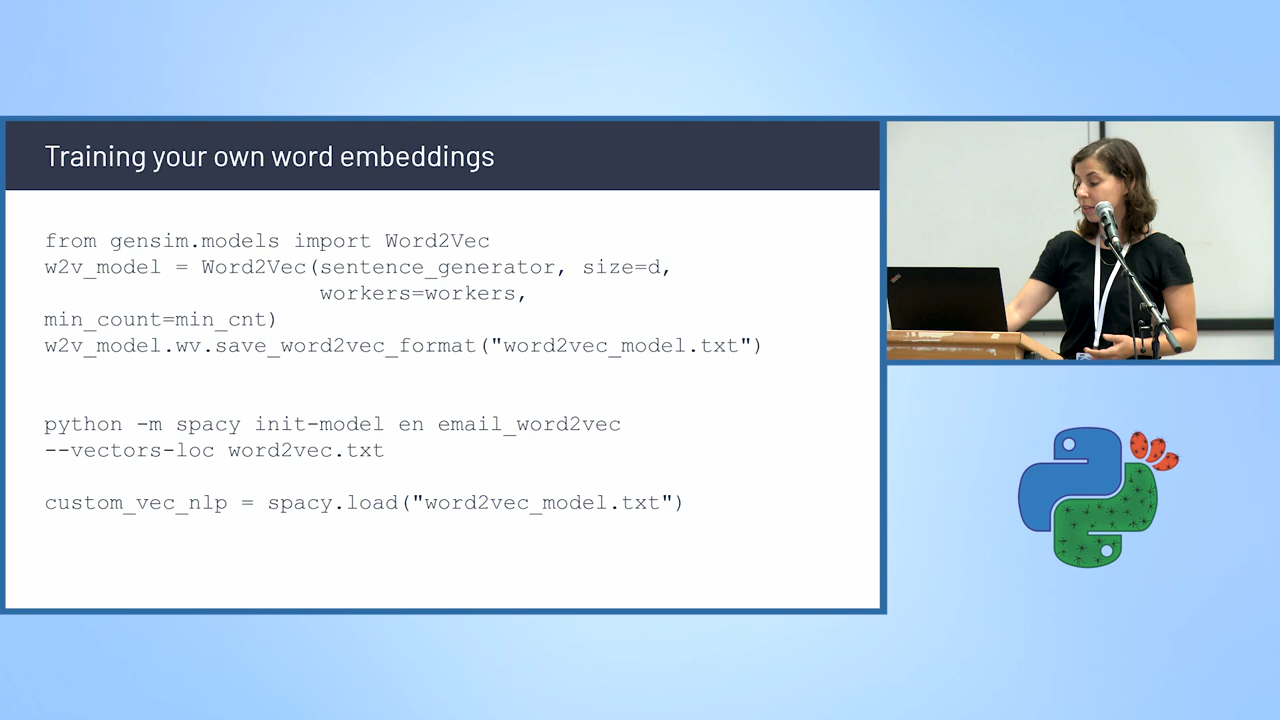 Training your own word embeddings
from gensim.models import Word2Vec
w2v_model = Word2Vec(sentence_generator, size=d,
workers=workers,
min_count=min_cnt)
w2v_model.wv.save_word2vec_format("word2vec_model.txt")
python -m spacy init-model en email_word2vec
--vectors-loc word2vec.txt
custom_vec_nlp = spacy.load("word2vec_model.txt")